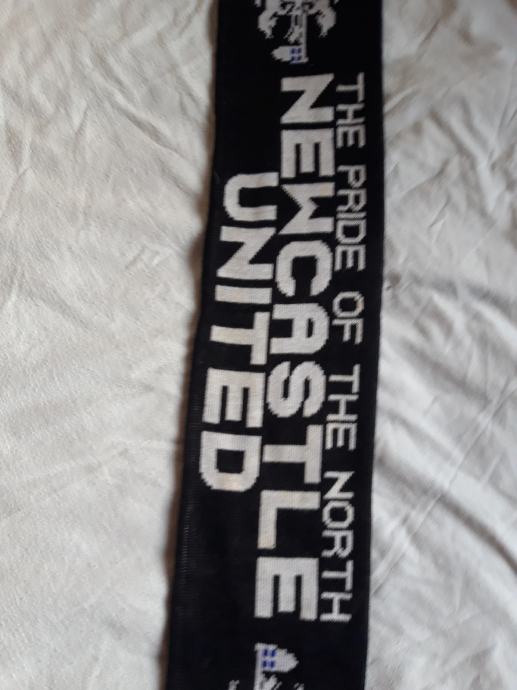 THE PRIDE OF THE NORTH
NEWCASTLE
UNITED